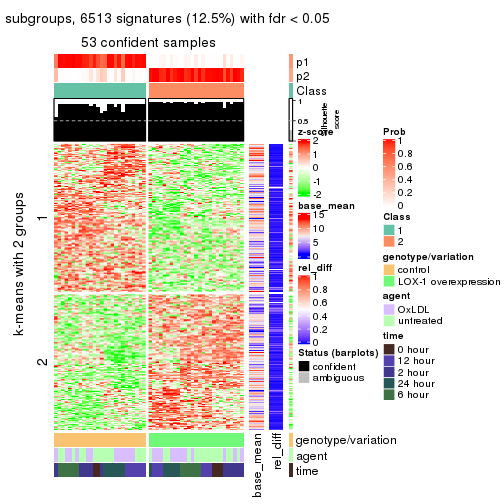 subgroups, 6513 signatures (12.5%) with fdr < 0.05
53 confident samples
p1
p2
Class
1
0.5
Silhouette
score
k-means with 2 groups
1
2
base_mean
rel_diff
genotype/variation
agent
time
z-score
2
1
0
-1
-2
base_mean
15
10
5
0
rel_diff
1
0.8
0.6
0.4
0.2
0
Status (barplots)
confident
ambiguous
Prob
1
0.8
0.6
0.4
0.2
0
Class
1
2
genotype/variation
control
LOX-1 overexpression
agent
OxLDL
untreated
time
0 hour
12 hour
2 hour
24 hour
6 hour